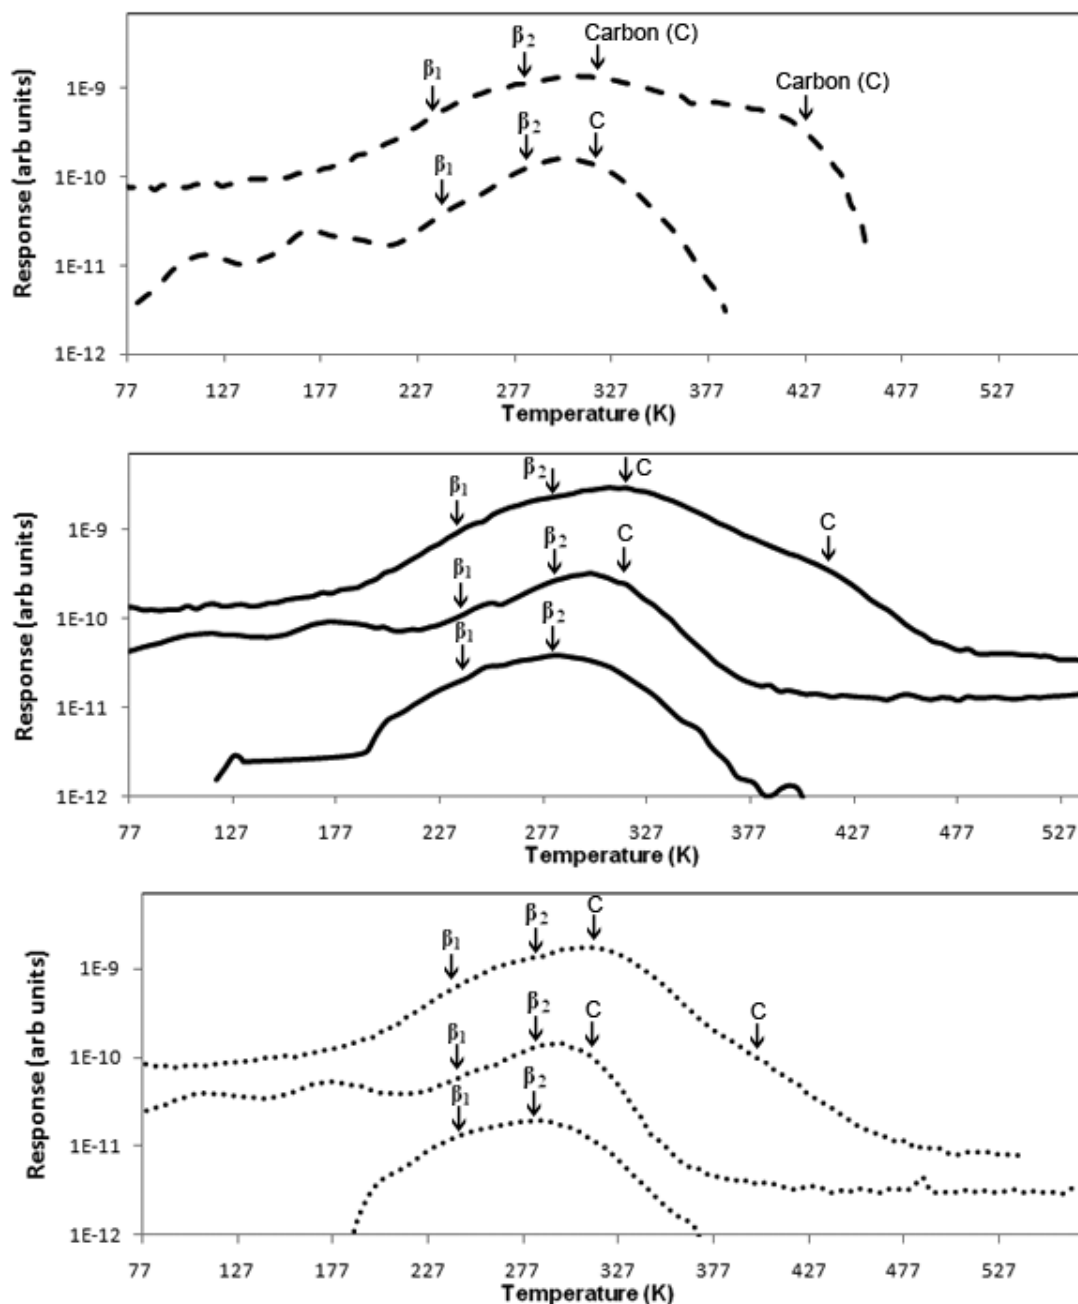 Response (arb units)
1E-9
1E-10
1E-11
1E-12
β1
β2
Carbon (C)
Carbon (C)
β1
β2
C
77 127 177 227 277 327 377 427 477 527
Temperature (K)
Response (arb units)
1E-9
1E-10
1E-11
1E-12
β1
β2
C
C
β1
β2
C
β1
β2
77 127 177 227 277 327 377 427 477 527
Temperature (K)
Response (arb units)
1E-9
1E-10
1E-11
1E-12
β1
β2
C
β1
β2
C
C
β1
β2
77 127 177 227 277 327 377 427 477 527
Temperature (K)